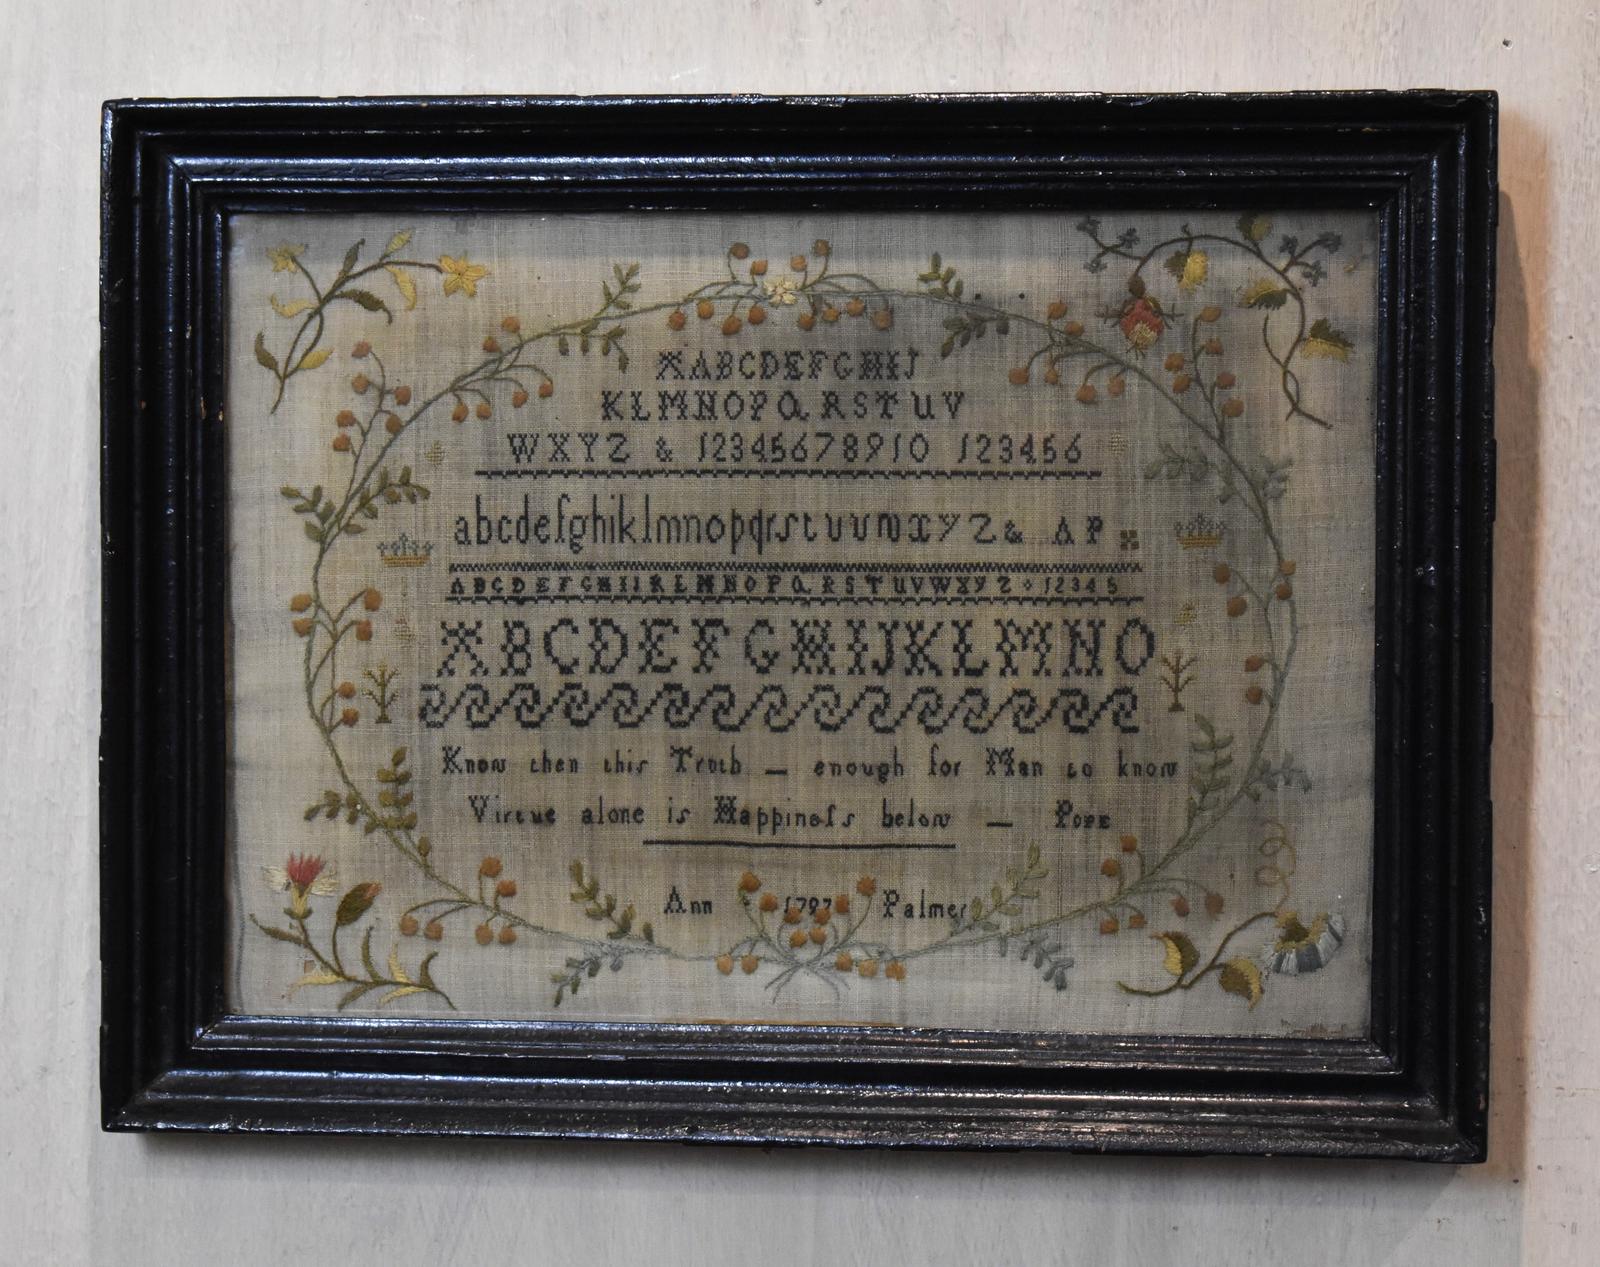 ABCDEFGHIJ
KLMNOPQRSTUV
WXYZ & 12345678910 123456
abcdefghiklmnopqrſtuvwxyz& AP
ABCDEFGHIJKLMNOPQRSTUVWXYZ 12345
ABCDEFGHIJKLMNO
Know then this Truth — enough for Man to know
Virtue alone is Happineſs below — POPE
Ann 1797 Palmer